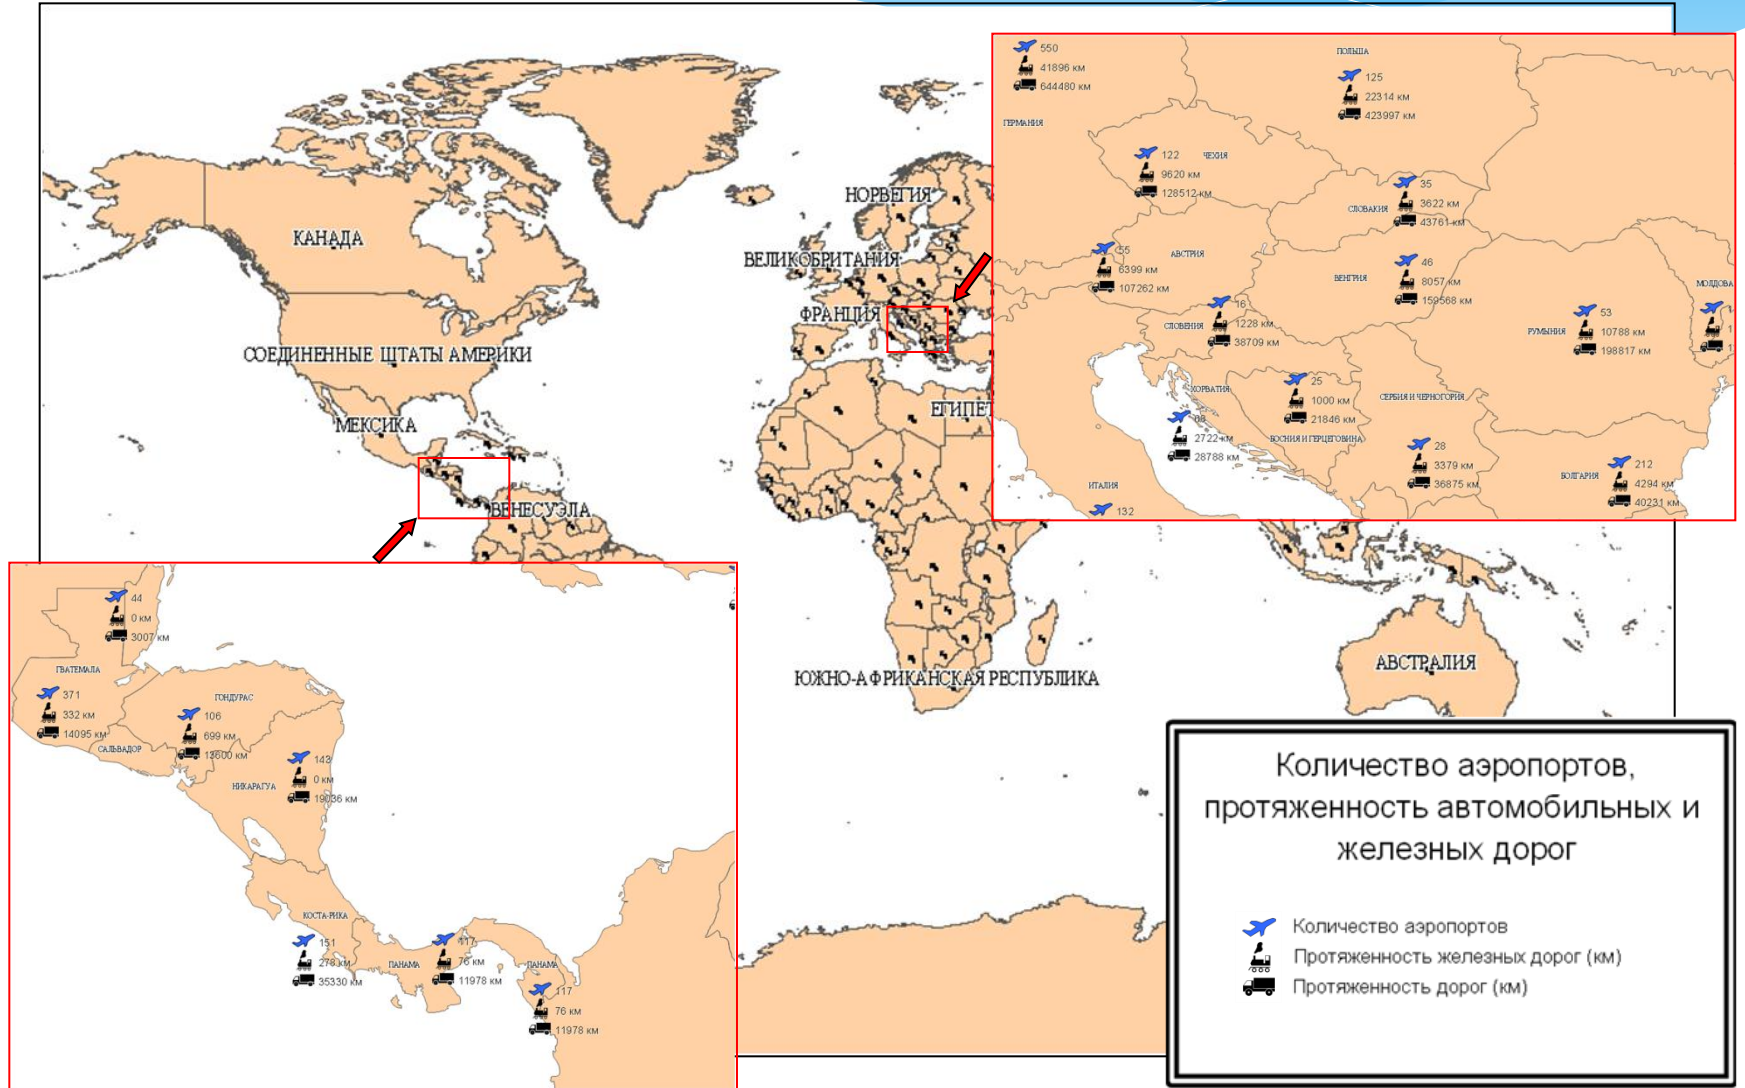 КАНАДА
СОЕДИНЕННЫЕ ШТАТЫ АМЕРИКИ
МЕКСИКА
ВЕНЕСУЭЛА
НОРВЕГИЯ
ВЕЛИКОБРИТАНИЯ
ФРАНЦИЯ
ЕГИПЕТ
ЮЖНО-АФРИКАНСКАЯ РЕСПУБЛИКА
АВСТРАЛИЯ
550
41896 км
644480 км
ГЕРМАНИЯ
ПОЛЬША
125
22314 км
423997 км
122
ЧЕХИЯ
9620 км
128512 км
35
СЛОВАКИЯ
3622 км
43761 км
55
АВСТРИЯ
6399 км
107262 км
46
ВЕНГРИЯ
8057 км
159568 км
16
СЛОВЕНИЯ
1228 км
38709 км
53
РУМЫНИЯ
10788 км
198817 км
МОЛДОВА
ХОРВАТИЯ
68
2722 км
28788 км
25
1000 км
21846 км
БОСНИЯ И ГЕРЦЕГОВИНА
СЕРБИЯ И ЧЕРНОГОРИЯ
28
3379 км
36875 км
212
БОЛГАРИЯ
4294 км
40231 км
ИТАЛИЯ
132
44
0 км
3007 км
ГВАТЕМАЛА
371
332 км
14095 км
ГОНДУРАС
106
699 км
13600 км
САЛЬВАДОР
143
0 км
НИКАРАГУА
19036 км
КОСТА-РИКА
151
278 км
35330 км
ПАНАМА
117
76 км
11978 км
ПАНАМА
117
76 км
11978 км
Количество аэропортов,
протяженность автомобильных и
железных дорог
Количество аэропортов
Протяженность железных дорог (км)
Протяженность дорог (км)